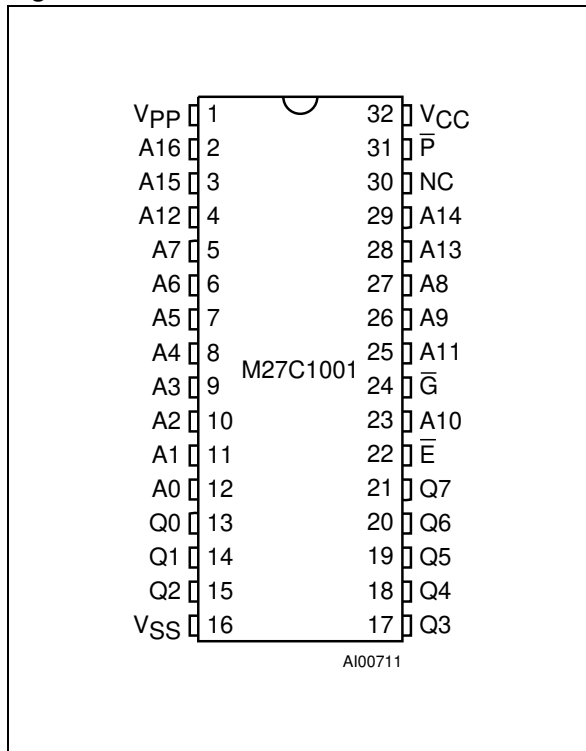 VPP 1 32 VCC
A16 2 31 P̅
A15 3 30 NC
A12 4 29 A14
A7 5 28 A13
A6 6 27 A8
A5 7 26 A9
A4 8 25 A11
M27C1001
A3 9 24 G̅
A2 10 23 A10
A1 11 22 E̅
A0 12 21 Q7
Q0 13 20 Q6
Q1 14 19 Q5
Q2 15 18 Q4
VSS 16 17 Q3
AI00711